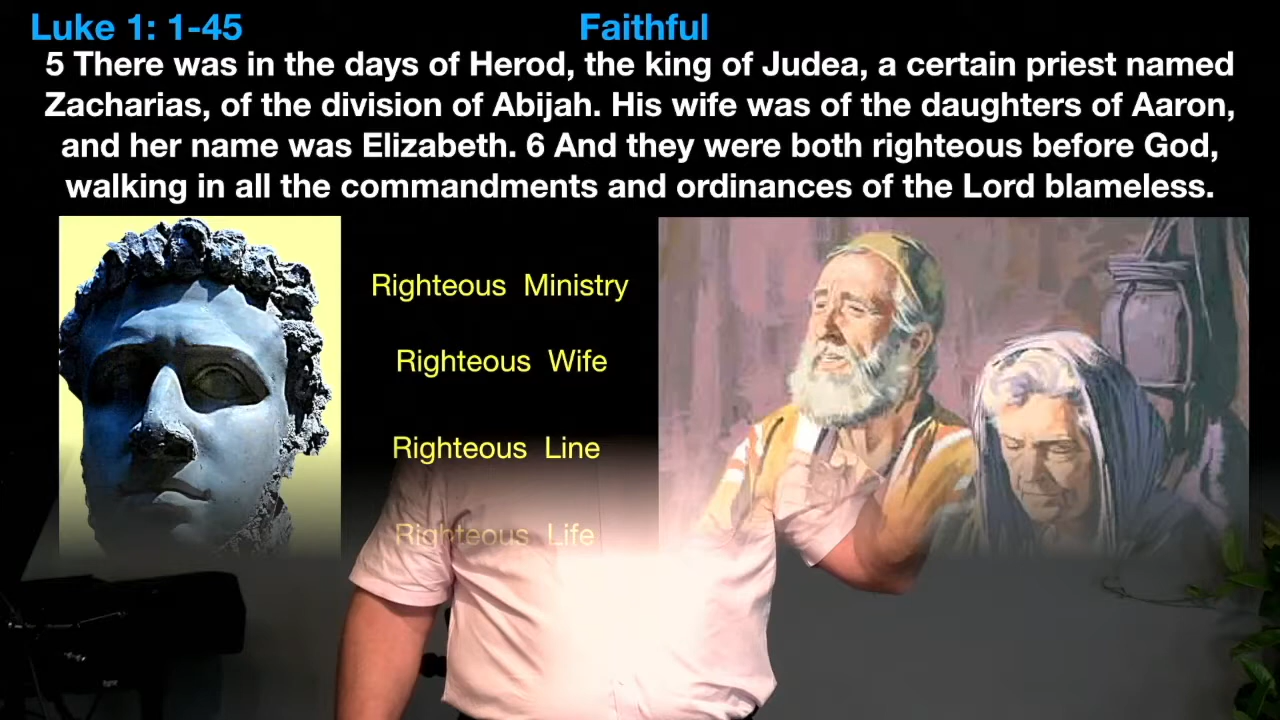 Luke 1: 1-45
Faithful
5 There was in the days of Herod, the king of Judea, a certain priest named
Zacharias, of the division of Abijah. His wife was of the daughters of Aaron,
and her name was Elizabeth. 6 And they were both righteous before God,
walking in all the commandments and ordinances of the Lord blameless.
Righteous Ministry
Righteous Wife
Righteous Line
Righteous Life